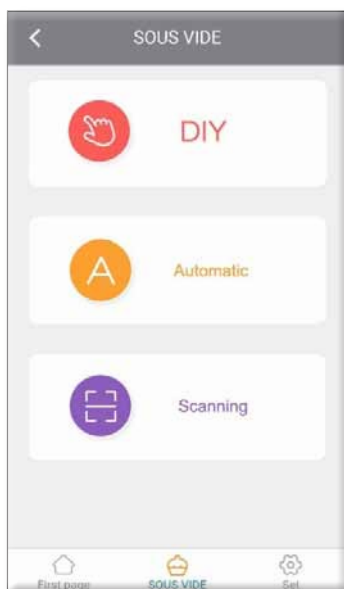 SOUS VIDE
DIY
A
Automatic
Scanning
First page SOUS VIDE Set